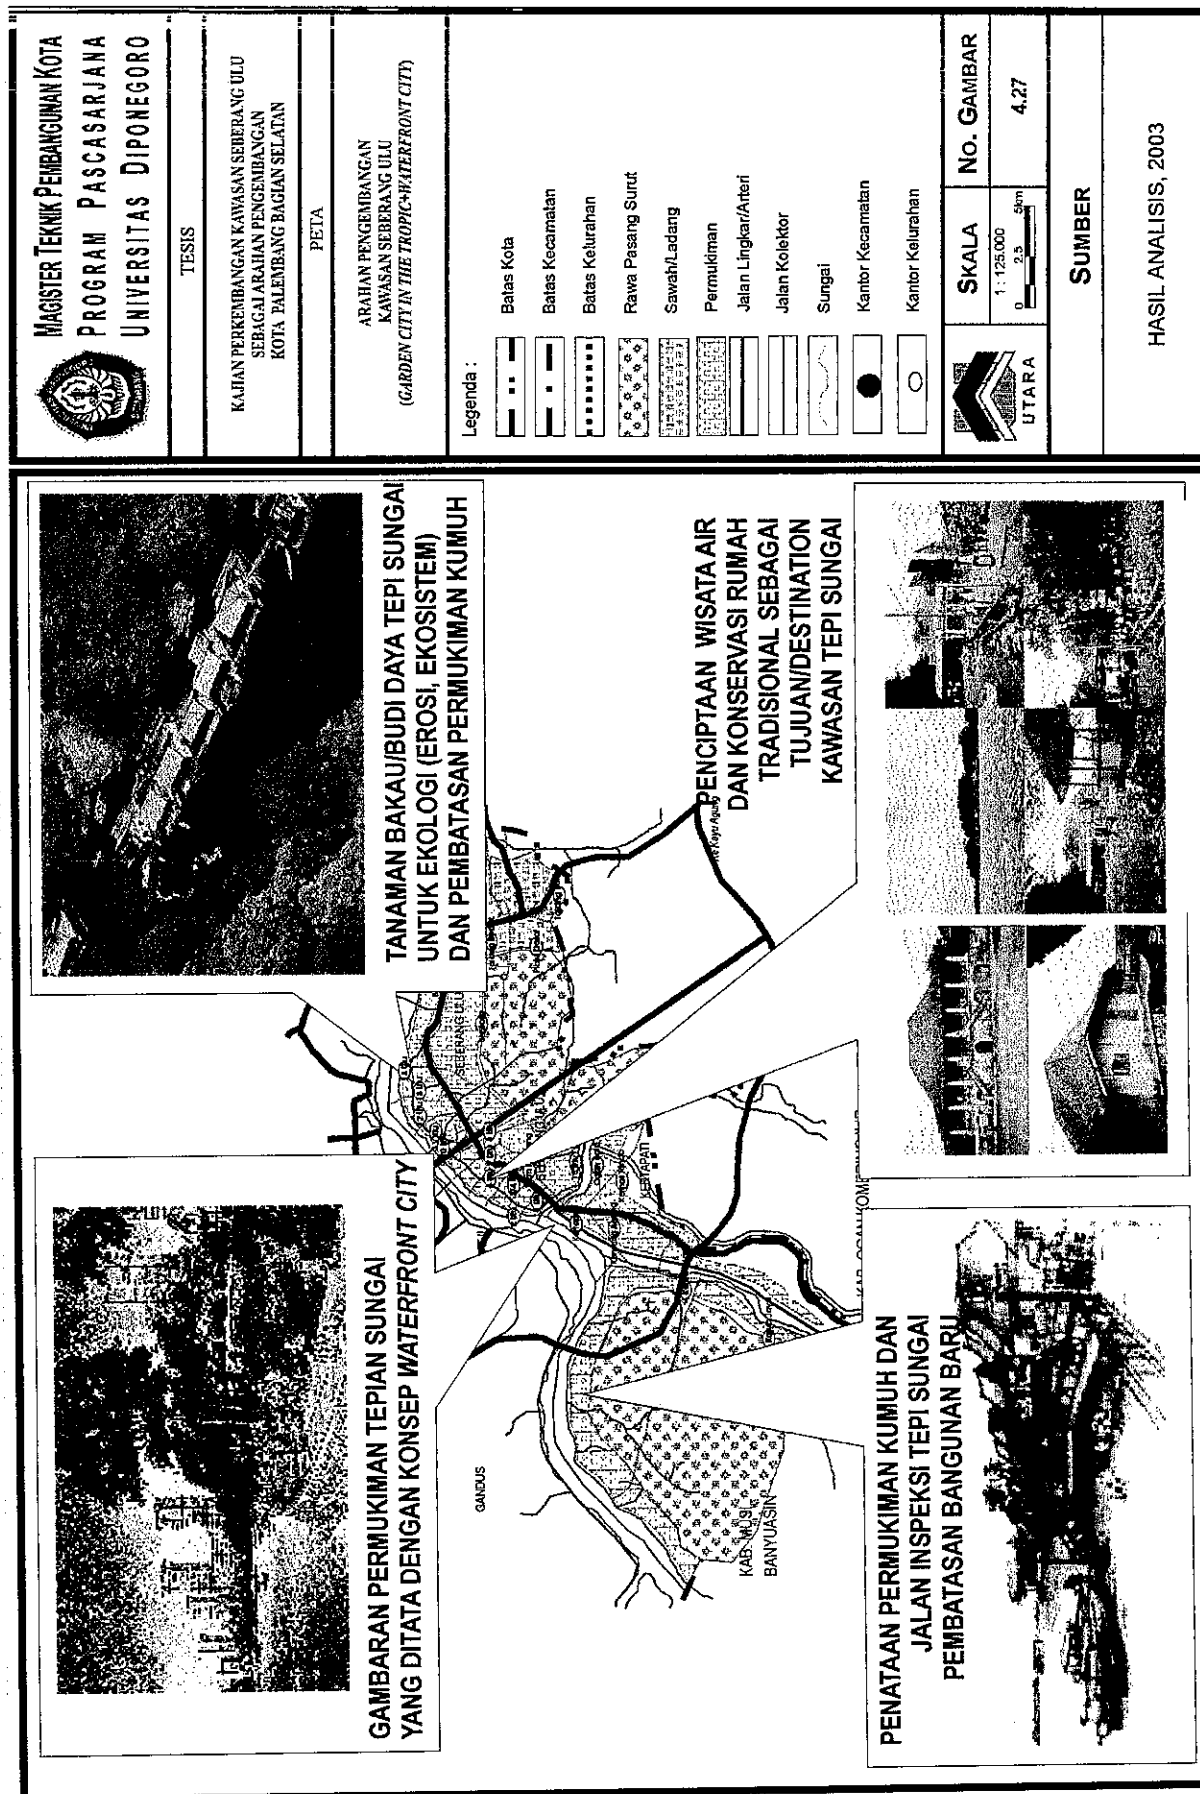 MAGISTER TEKNIK PEMBANGUNAN KOTA
PROGRAM PASCASARJANA
UNIVERSITAS DIPONEGORO
TESIS
KAJIAN PERKEMBANGAN KAWASAN SEBERANG ULU
SEBAGAI ARAHAN PENGEMBANGAN
KOTA PALEMBANG BAGIAN SELATAN
PETA
ARAHAN PENGEMBANGAN
KAWASAN SEBERANG ULU
(GARDEN CITY IN THE TROPIC+WATERFRONT CITY)
Legenda :
Batas Kota
Batas Kecamatan
Batas Kelurahan
Rawa Pasang Surut
Sawah/Ladang
Permukiman
Jalan Lingkar/Arteri
Jalan Kolektor
Sungai
Kantor Kecamatan
Kantor Kelurahan
UTARA
SKALA
1 : 125.000
0 2.5 5km
No. GAMBAR
4.27
SUMBER
HASIL ANALISIS, 2003
GAMBARAN PERMUKIMAN TEPIAN SUNGAI
YANG DITATA DENGAN KONSEP WATERFRONT CITY
TANAMAN BAKAU/BUDI DAYA TEPI SUNGAI
UNTUK EKOLOGI (EROSI, EKOSISTEM)
DAN PEMBATASAN PERMUKIMAN KUMUH
PENCIPTAAN WISATA AIR
DAN KONSERVASI RUMAH
TRADISIONAL SEBAGAI
TUJUAN/DESTINATION
KAWASAN TEPI SUNGAI
PENATAAN PERMUKIMAN KUMUH DAN
JALAN INSPEKSI TEPI SUNGAI
PEMBATASAN BANGUNAN BARU
GANDUS
KAB. MUSI
BANYUASIN
KERTAPATI
SEBERANG ULU
Ke Kayu Agung